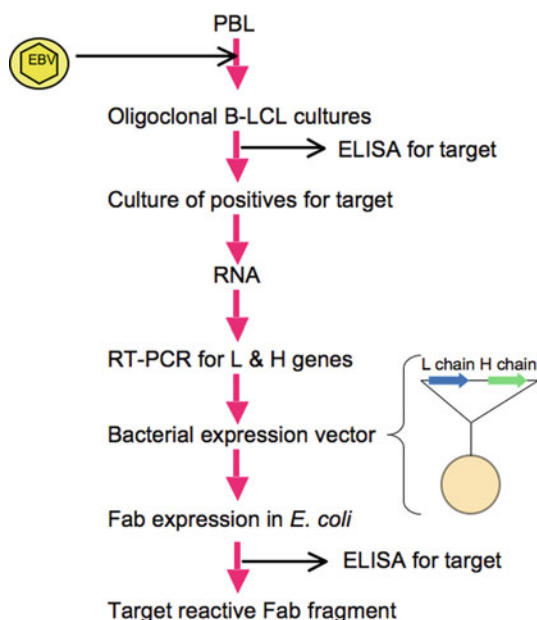 PBL
EBV
Oligoclonal B-LCL cultures
ELISA for target
Culture of positives for target
RNA
RT-PCR for L & H genes
L chain H chain
Bacterial expression vector
Fab expression in E. coli
ELISA for target
Target reactive Fab fragment